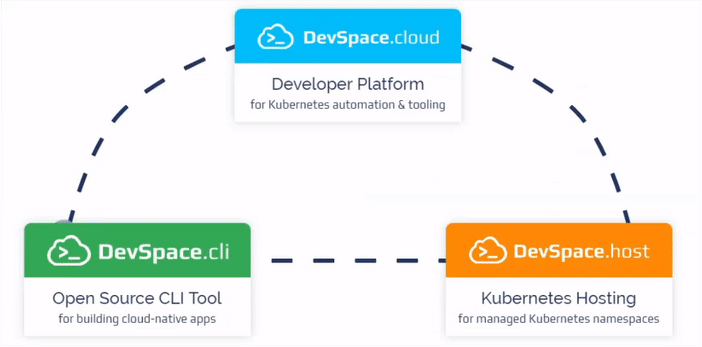 DevSpace.cloud
Developer Platform
for Kubernetes automation & tooling
DevSpace.cli
Open Source CLI Tool
for building cloud-native apps
DevSpace.host
Kubernetes Hosting
for managed Kubernetes namespaces